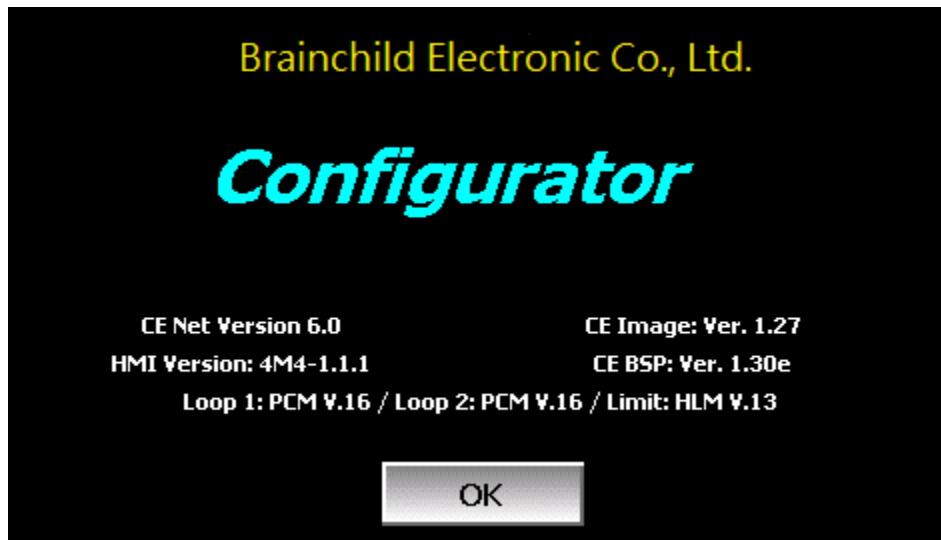 Brainchild Electronic Co., Ltd.
Configurator
CE Net Version 6.0 CE Image: Ver. 1.27
HMI Version: 4M4-1.1.1 CE BSP: Ver. 1.30e
Loop 1: PCM V.16 / Loop 2: PCM V.16 / Limit: HLM V.13
OK